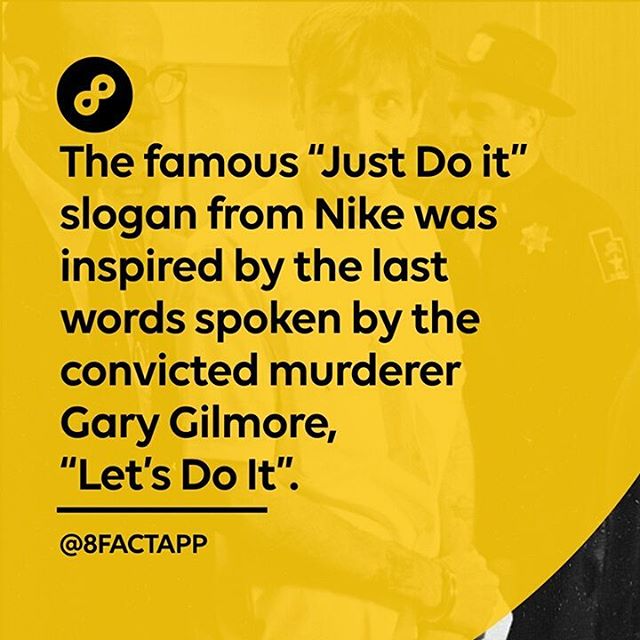 The famous “Just Do it”
slogan from Nike was
inspired by the last
words spoken by the
convicted murderer
Gary Gilmore,
“Let’s Do It”.
@8FACTAPP